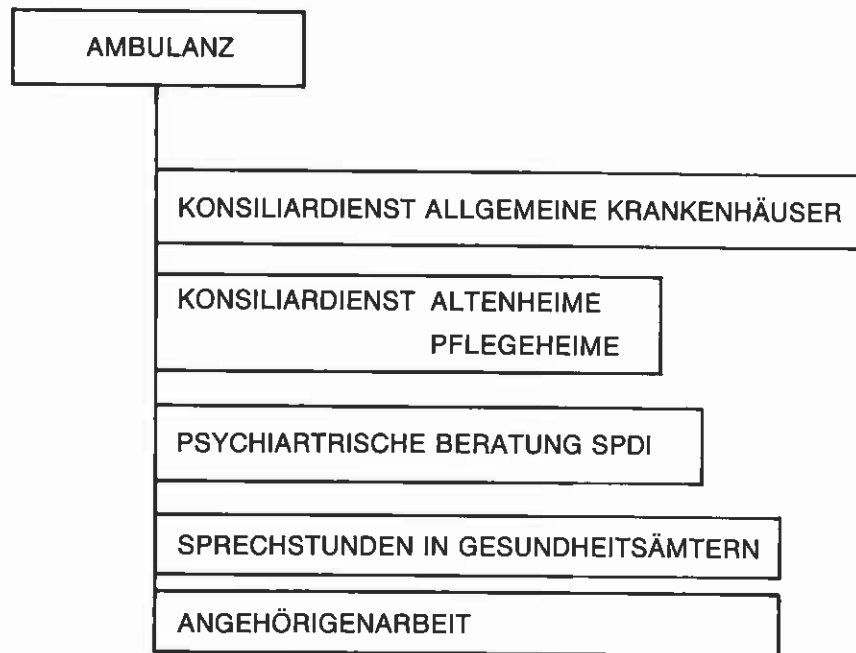 AMBULANZ
KONSILIARDIENST ALLGEMEINE KRANKENHÄUSER
KONSILIARDIENST ALTENHEIME
PFLEGEHEIME
PSYCHIARTRISCHE BERATUNG SPDI
SPRECHSTUNDEN IN GESUNDHEITSÄMTERN
ANGEHÖRIGENARBEIT